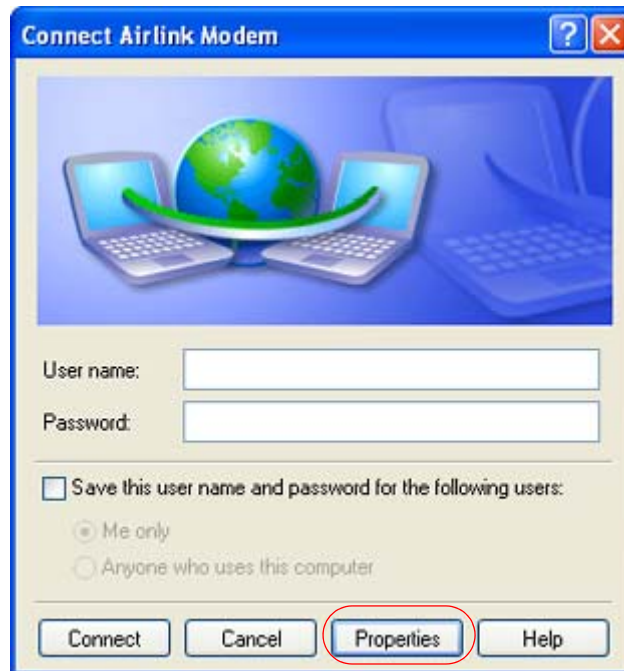 Connect Airlink Modem
User name:
Password:
Save this user name and password for the following users:
Me only
Anyone who uses this computer
Connect Cancel Properties Help